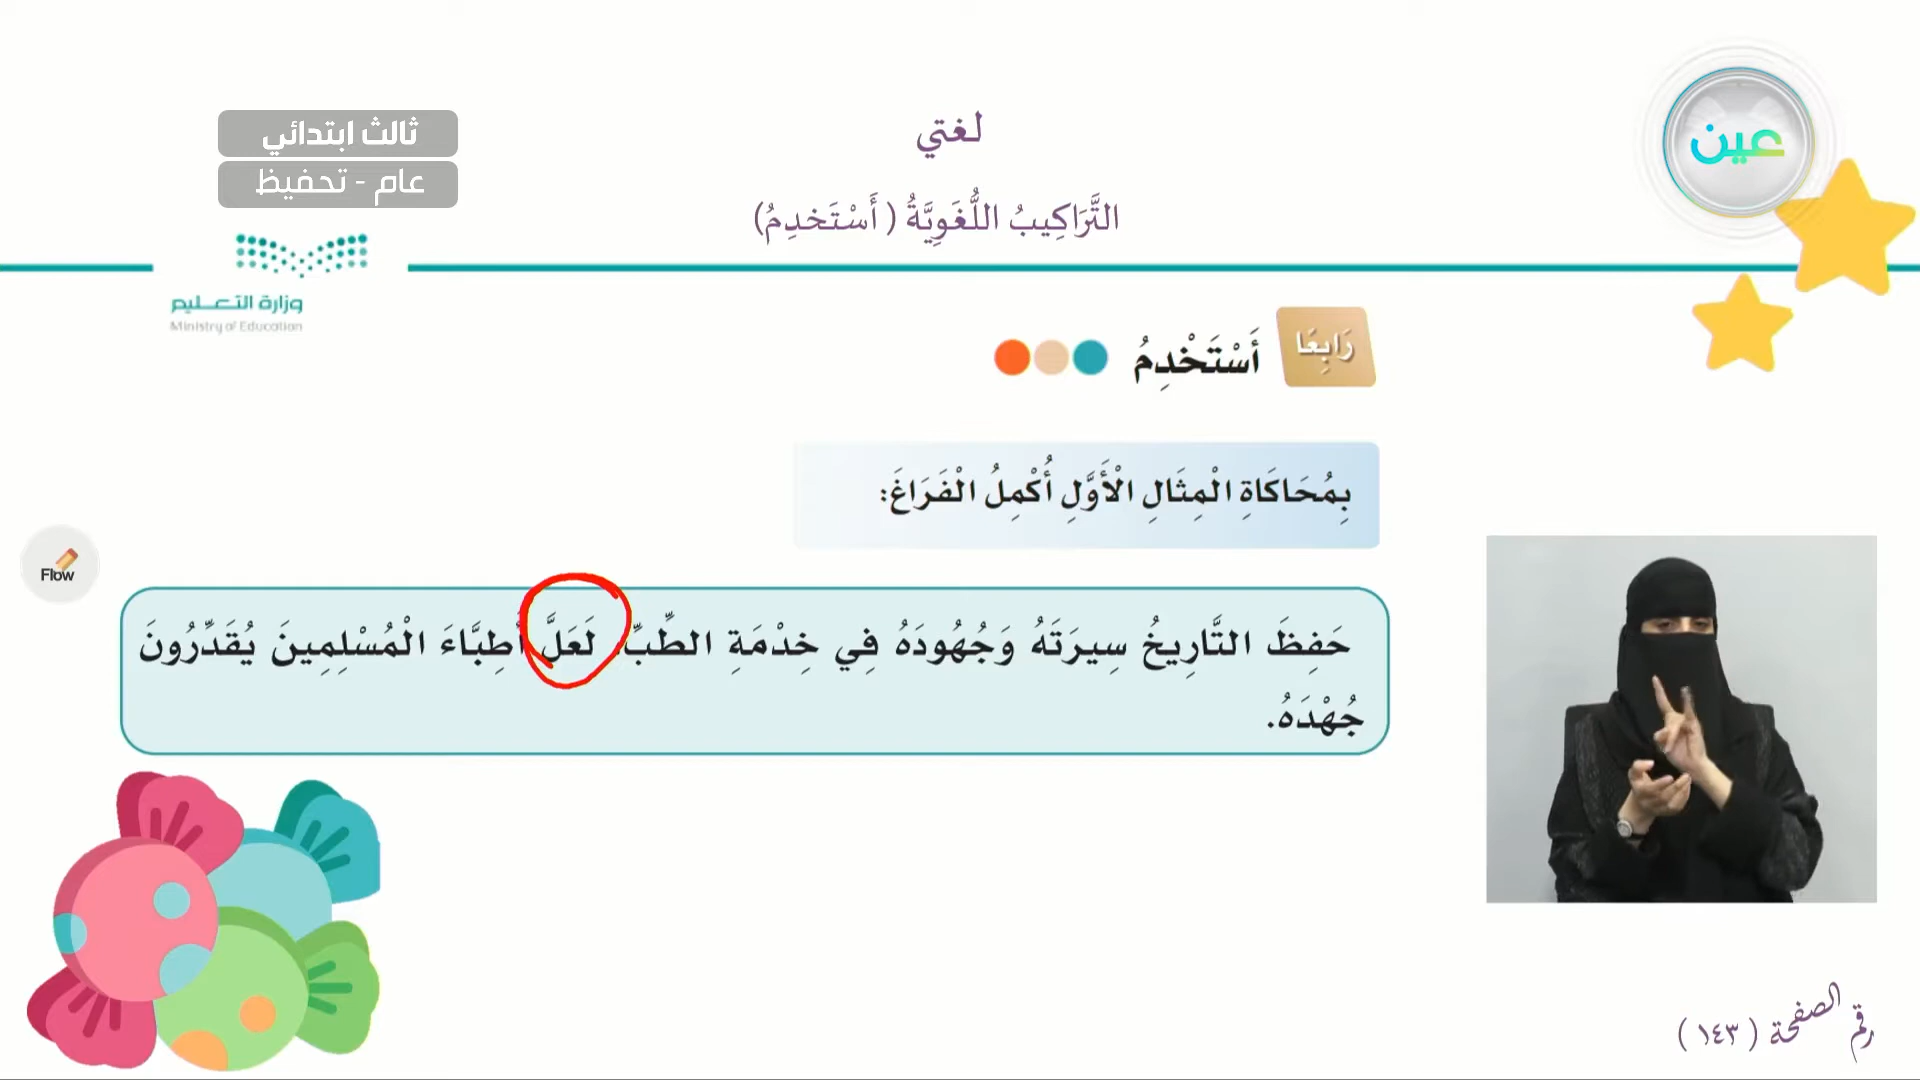 عين
لغتي
ثالث ابتدائي
عام - تحفيظ
التَّرَاكِيبُ اللُّغَوِيَّةُ ( أَسْتَخدِمُ)
وزارة التعليم
Ministry of Education
رَابِعًا
أَسْتَخْدِمُ
بِمُحَاكَاةِ الْمِثَالِ الْأَوَّلِ أُكْمِلُ الْفَرَاغَ:
Flow
حَفِظَ التَّارِيخُ سِيرَتَهُ وَجُهُودَهُ فِي خِدْمَةِ الطِّبِّ، لَعَلَّ أَطِبَّاءَ الْمُسْلِمِينَ يُقَدِّرُونَ
جُهْدَهُ.
رقم الصفحة ( ١٤٣ )